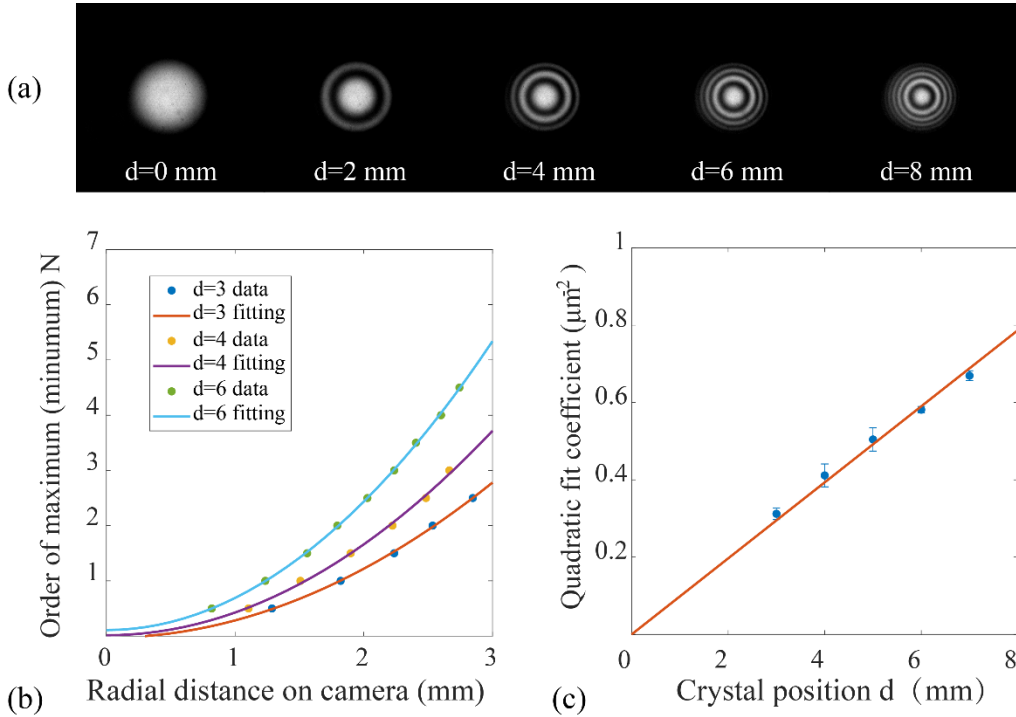 (a)
d=0 mm
d=2 mm
d=4 mm
d=6 mm
d=8 mm
Order of maximum (minumum) N
7
6
5
4
3
2
1
d=3 data
d=3 fitting
d=4 data
d=4 fitting
d=6 data
d=6 fitting
0
1
2
3
Radial distance on camera (mm)
(b)
Quadratic fit coefficient (μm⁻²)
1
0.8
0.6
0.4
0.2
0
2
4
6
8
Crystal position d (mm)
(c)